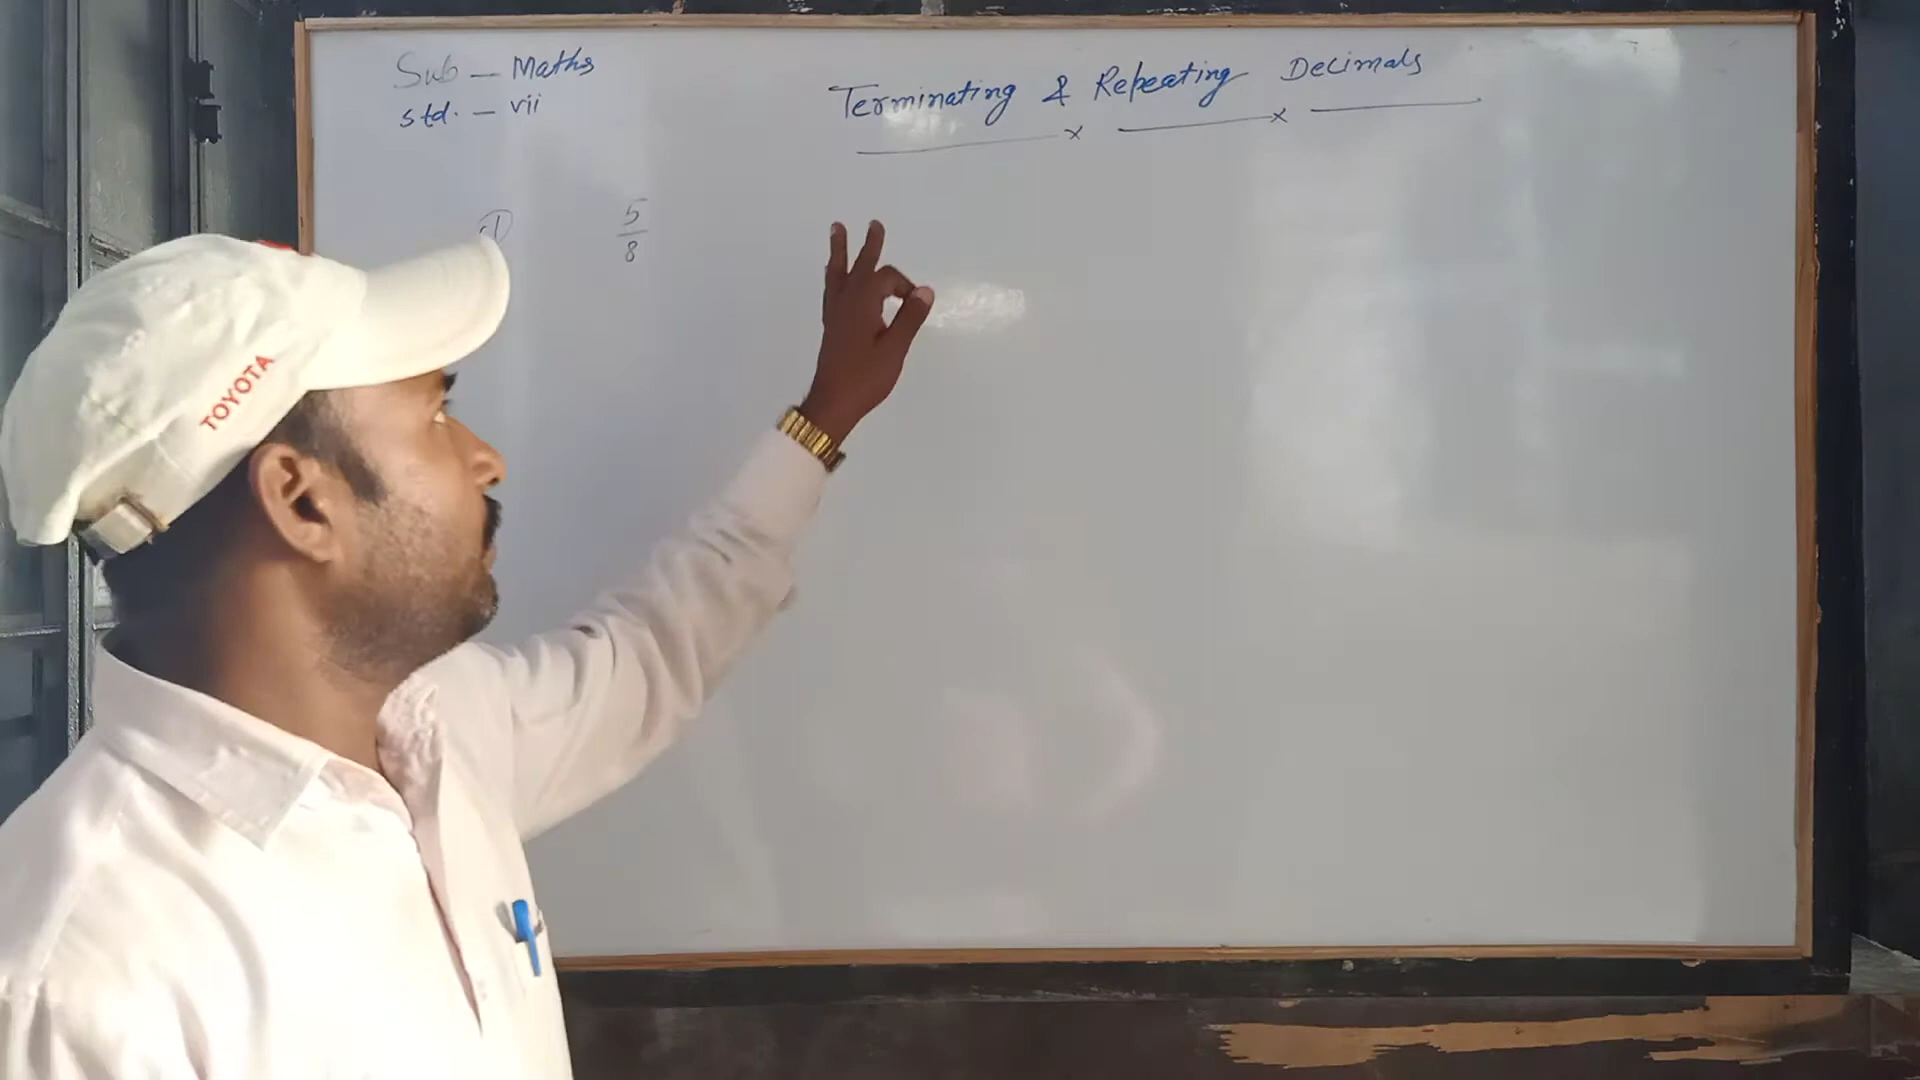 Sub — Maths
Std. — vii
Terminating & Repeating Decimals
①
5
8
TOYOTA